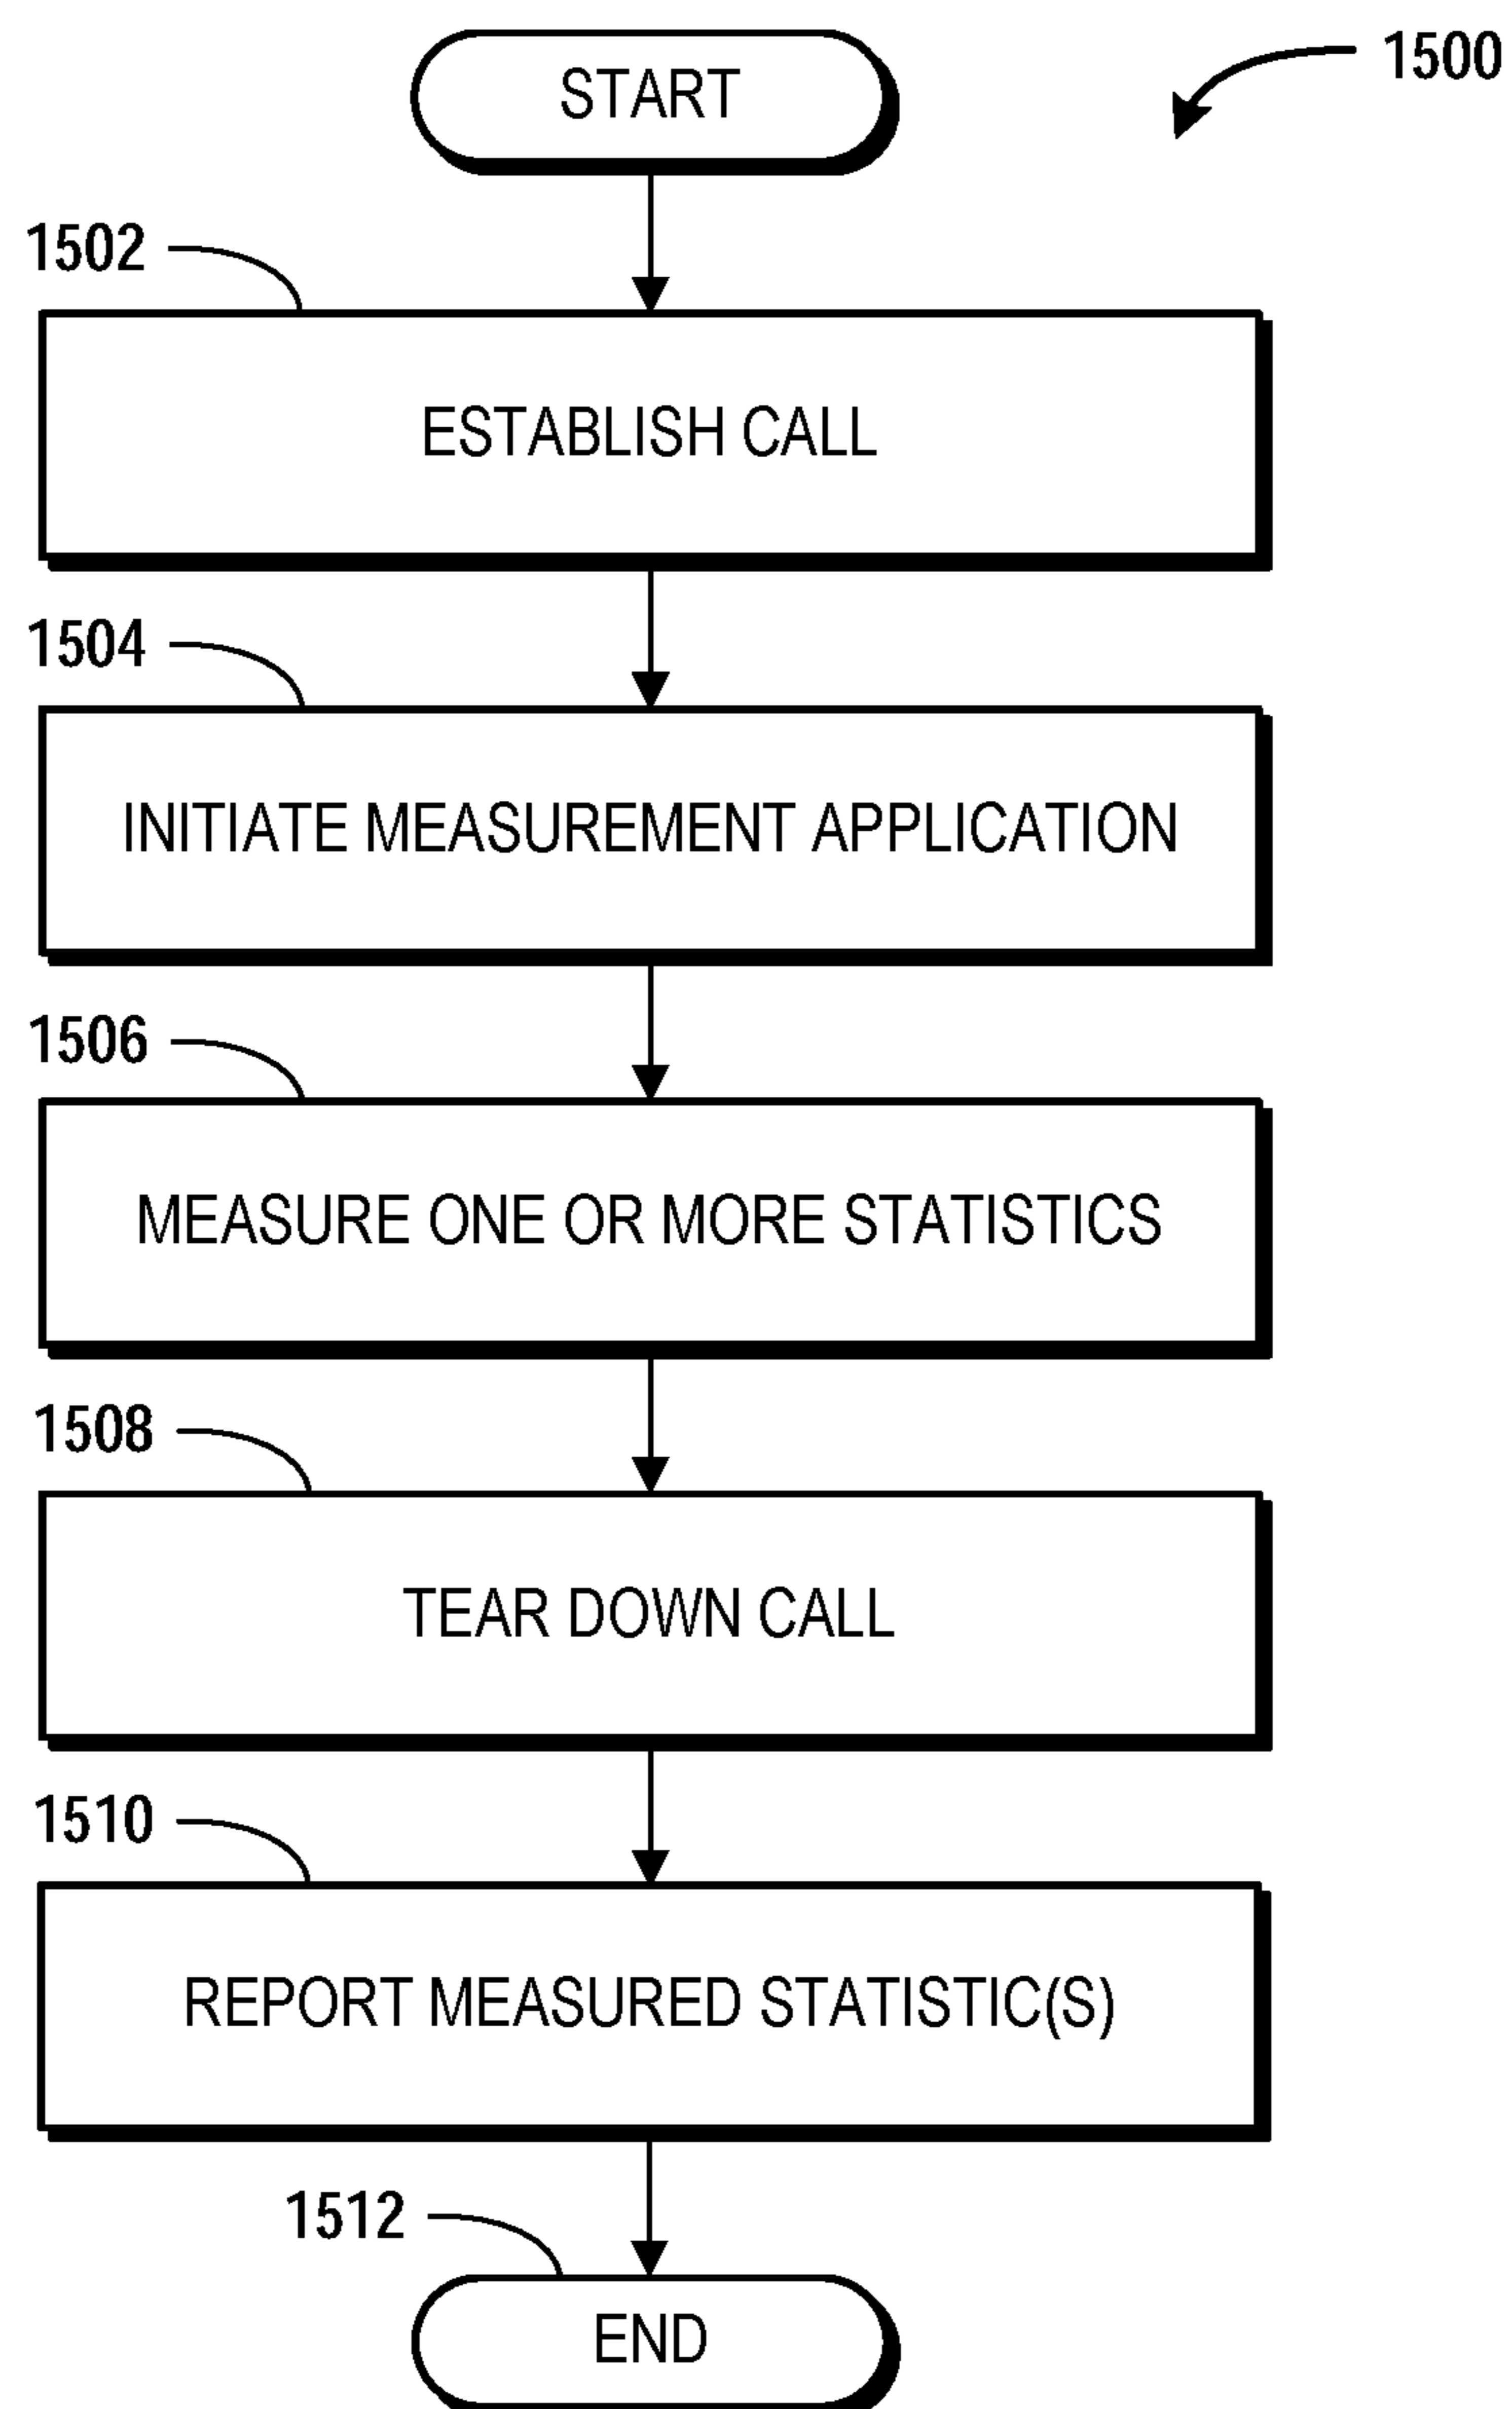 START
1500
1502
ESTABLISH CALL
1504
INITIATE MEASUREMENT APPLICATION
1506
MEASURE ONE OR MORE STATISTICS
1508
TEAR DOWN CALL
1510
REPORT MEASURED STATISTIC(S)
1512
END